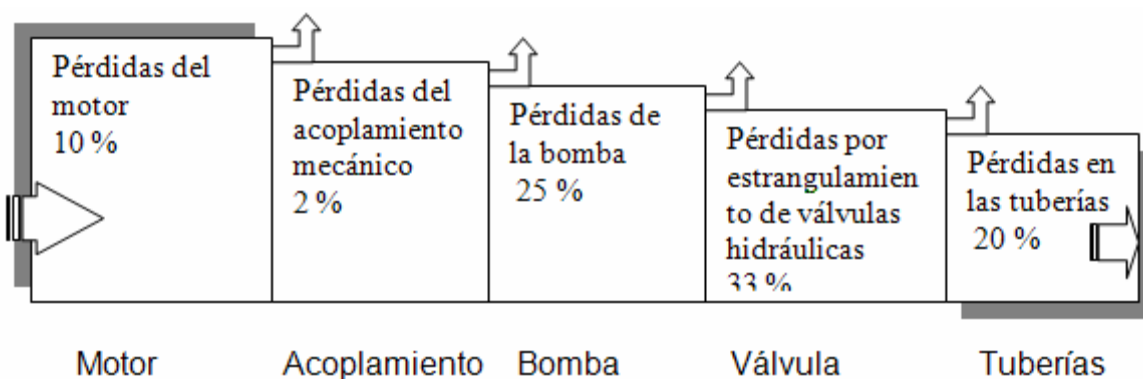 Pérdidas del
motor
10 %
Pérdidas del
acoplamiento
mecánico
2 %
Pérdidas de
la bomba
25 %
Pérdidas por
estrangulamien
to de válvulas
hidráulicas
33 %
Pérdidas en
las tuberías
20 %
Motor
Acoplamiento
Bomba
Válvula
Tuberías